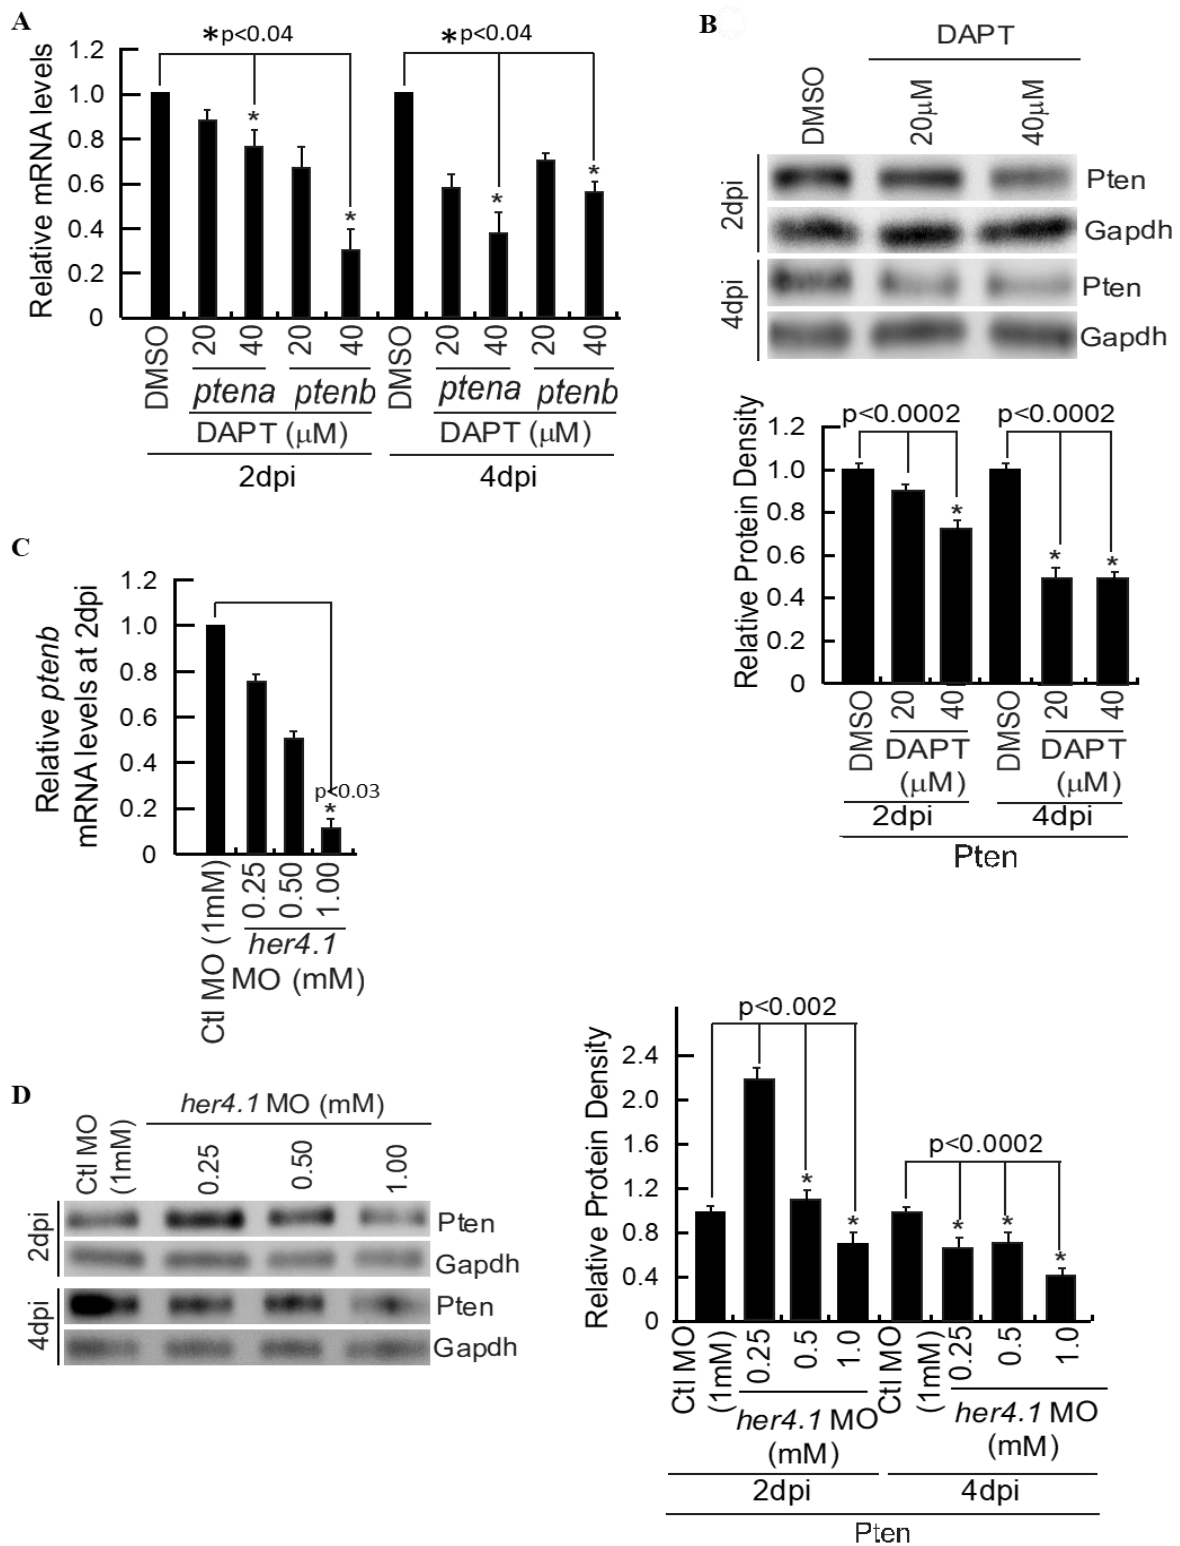 A
*p<0.04
*p<0.04
Relative mRNA levels
1.2
1.0
0.8
0.6
0.4
0.2
0
*
*
*
*
DMSO
20
40
20
40
DMSO
20
40
20
40
ptena
ptenb
ptena
ptenb
DAPT (μM)
DAPT (μM)
2dpi
4dpi
B
DAPT
DMSO
20μM
40μM
2dpi
Pten
Gapdh
4dpi
Pten
Gapdh
p<0.0002
p<0.0002
Relative Protein Density
1.2
1.0
0.8
0.6
0.4
0.2
0
*
*
*
DMSO
20
40
DMSO
20
40
DAPT
(μM)
DAPT
(μM)
2dpi
4dpi
Pten
C
Relative ptenb
mRNA levels at 2dpi
1.2
1.0
0.8
0.6
0.4
0.2
0
p<0.03
*
Ctl MO (1mM)
0.25
0.50
1.00
her4.1
MO (mM)
D
her4.1 MO (mM)
Ctl MO
(1mM)
0.25
0.50
1.00
2dpi
Pten
Gapdh
4dpi
Pten
Gapdh
p<0.002
p<0.0002
Relative Protein Density
2.4
2.0
1.6
1.2
0.8
0.4
0
*
*
*
*
*
Ctl MO
(1mM)
0.25
0.5
1.0
Ctl MO
(1mM)
0.25
0.5
1.0
her4.1 MO
(mM)
her4.1 MO
(mM)
2dpi
4dpi
Pten